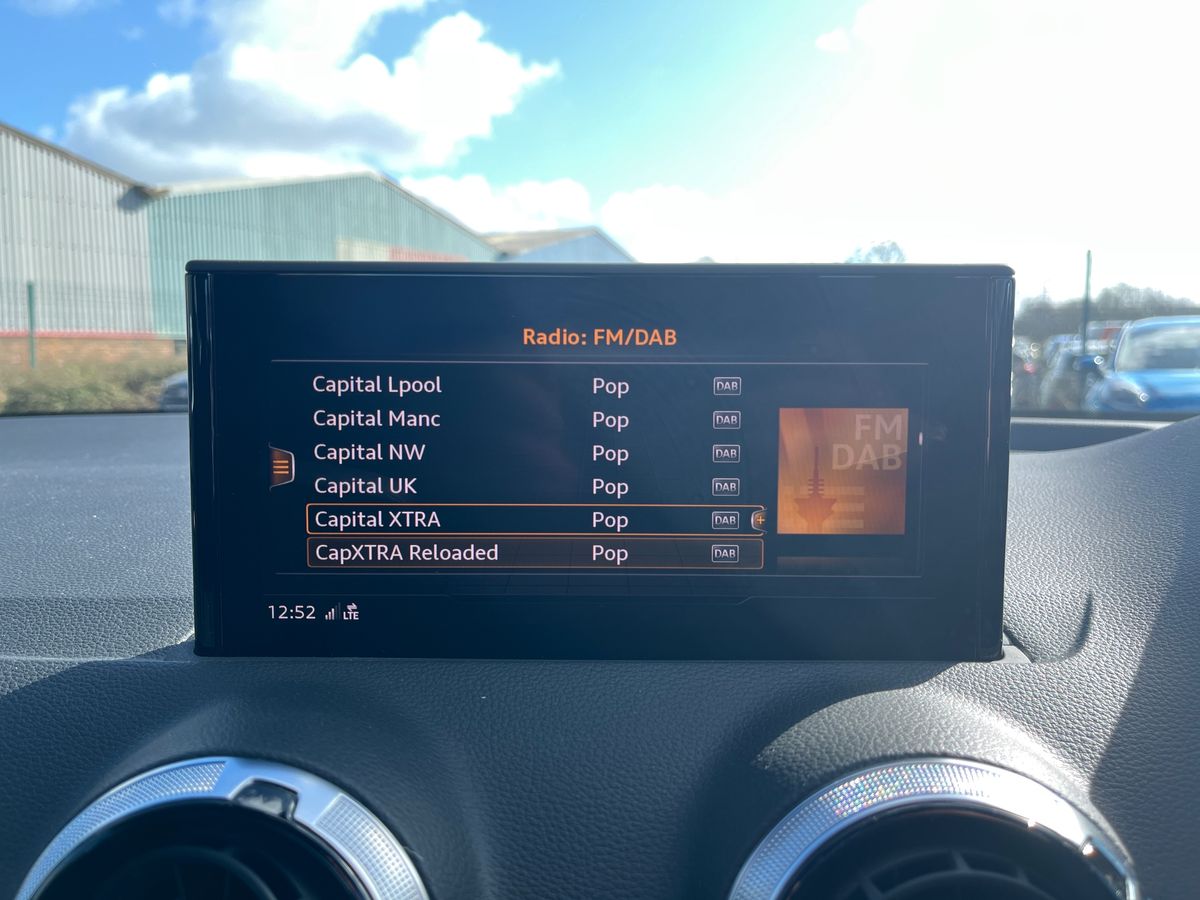 Radio: FM/DAB
Capital Lpool Pop DAB
Capital Manc Pop DAB
Capital NW Pop DAB
Capital UK Pop DAB
Capital XTRA Pop DAB +
CapXTRA Reloaded Pop DAB
FM
DAB
12:52 LTE